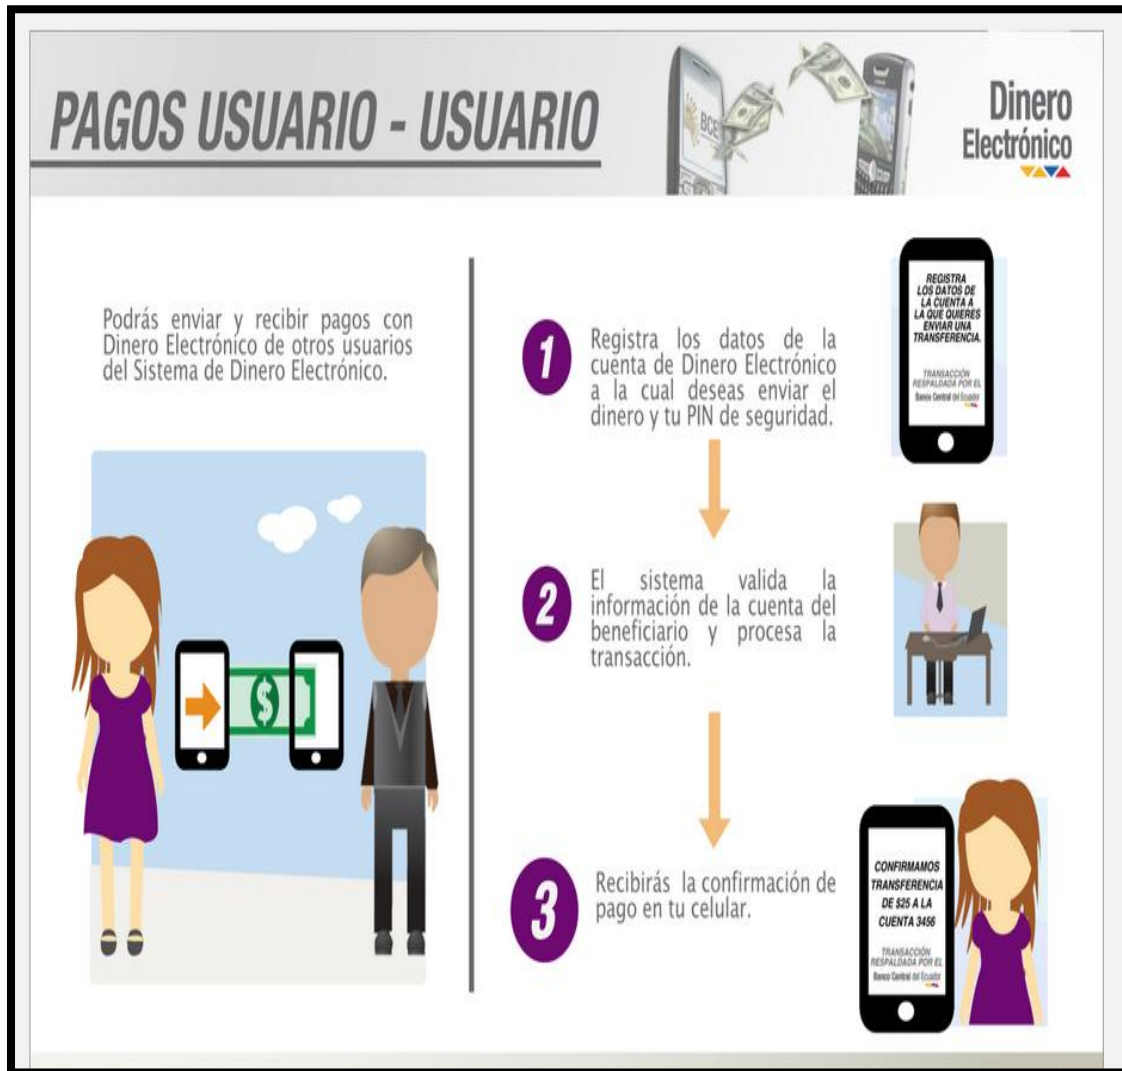 PAGOS USUARIO - USUARIO
BCE
Dinero
Electrónico
Podrás enviar y recibir pagos con
Dinero Electrónico de otros usuarios
del Sistema de Dinero Electrónico.
1
Registra los datos de la
cuenta de Dinero Electrónico
a la cual deseas enviar el
dinero y tu PIN de seguridad.
REGISTRA
LOS DATOS DE
LA CUENTA A
LA QUE QUIERES
ENVIAR UNA
TRANSFERENCIA.
TRANSACCIÓN
RESPALDADA POR EL
Banco Central del Ecuador
2
El sistema valida la
información de la cuenta del
beneficiario y procesa la
transacción.
$
3
Recibirás la confirmación de
pago en tu celular.
CONFIRMAMOS
TRANSFERENCIA
DE $25 A LA
CUENTA 3456
TRANSACCIÓN
RESPALDADA POR EL
Banco Central del Ecuador